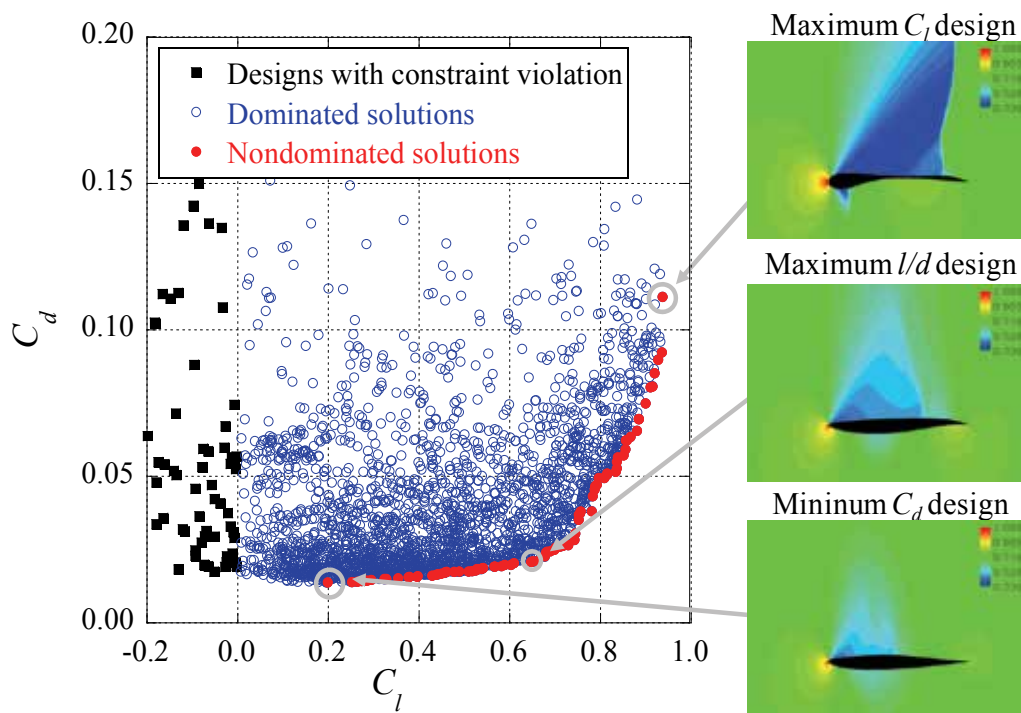 0.20
0.15
0.10
0.05
0.00
C_d
-0.2 0.0 0.2 0.4 0.6 0.8 1.0
C_l
Designs with constraint violation
Dominated solutions
Nondominated solutions
Maximum C_l design
Maximum l/d design
Mininum C_d design